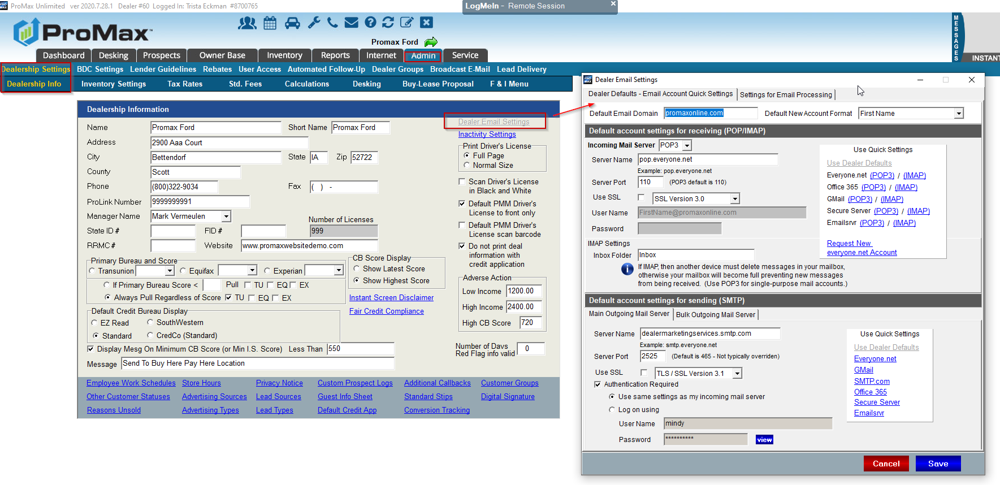 ProMax Unlimited   ver 2020.7.28.1   Dealer #60   Logged In: Trista Eckman   #8700765
LogMeIn - Remote Session
ProMax
Promax Ford
MESSAGES
INSTANT
Dashboard Desking Prospects Owner Base Inventory Reports Internet Admin Service
Dealership Settings BDC Settings Lender Guidelines Rebates User Access Automated Follow-Up Dealer Groups Broadcast E-Mail Lead Delivery
Dealership Info Inventory Settings Tax Rates Std. Fees Calculations Desking Buy-Lease Proposal F & I Menu
Dealership Information
Name Promax Ford Short Name Promax Ford
Address 2900 Aaa Court
City Bettendorf State IA Zip 52722
County Scott
Phone (800)322-9034 Fax (   )   -
ProLink Number 9999999991
Manager Name Mark Vermeulen
Number of Licenses
State ID # FID # 999
RRMC # Website www.promaxwebsitedemo.com
Primary Bureau and Score
Transunion Equifax Experian
If Primary Bureau Score < Pull TU EQ EX
Always Pull Regardless of Score TU EQ EX
CB Score Display
Show Latest Score
Show Highest Score
Instant Screen Disclaimer
Fair Credit Compliance
Default Credit Bureau Display
EZ Read SouthWestern
Standard CredCo (Standard)
Display Mesg On Minimum CB Score (or Min I.S. Score) Less Than 550
Message Send To Buy Here Pay Here Location
Dealer Email Settings
Inactivity Settings
Print Driver's License
Full Page
Normal Size
Scan Driver's License
in Black and White
Default PMM Driver's
License to front only
Default PMM Driver's
License scan barcode
Do not print deal
information with
credit application
Adverse Action
Low Income 1200.00
High Income 2400.00
High CB Score 720
Number of Days
Red Flag info valid 0
Employee Work Schedules Store Hours Privacy Notice Custom Prospect Logs Additional Callbacks Customer Groups
Other Customer Statuses Advertising Sources Lead Sources Guest Info Sheet Standard Stips Digital Signature
Reasons Unsold Advertising Types Lead Types Default Credit App Conversion Tracking
Dealer Email Settings
Dealer Defaults - Email Account Quick Settings Settings for Email Processing
Default Email Domain promaxonline.com Default New Account Format First Name
Default account settings for receiving (POP/IMAP)
Incoming Mail Server POP3
Server Name pop.everyone.net
Example: pop.everyone.net
Server Port 110 (POP3 default is 110)
Use SSL SSL Version 3.0
User Name FirstName@promaxonline.com
Password
IMAP Settings
Inbox Folder Inbox
If IMAP, then another device must delete messages in your mailbox,
otherwise your mailbox will become full preventing new messages
from being received.  (Use POP3 for single-purpose mail accounts.)
Use Quick Settings
Use Dealer Defaults
Everyone.net (POP3) / (IMAP)
Office 365 (POP3) / (IMAP)
GMail (POP3) / (IMAP)
Secure Server (POP3) / (IMAP)
Emailsrvr (POP3) / (IMAP)
Request New
everyone.net Account
Default account settings for sending (SMTP)
Main Outgoing Mail Server Bulk Outgoing Mail Server
Server Name dealermarketingservices.smtp.com
Example: smtp.everyone.net
Server Port 2525 (Default is 465 - Not typically overriden)
Use SSL TLS / SSL Version 3.1
Authentication Required
Use same settings as my incoming mail server
Log on using
User Name mindy
Password ********** view
Use Quick Settings
Use Dealer Defaults
Everyone.net
GMail
SMTP.com
Office 365
Secure Server
Emailsrvr
Cancel Save